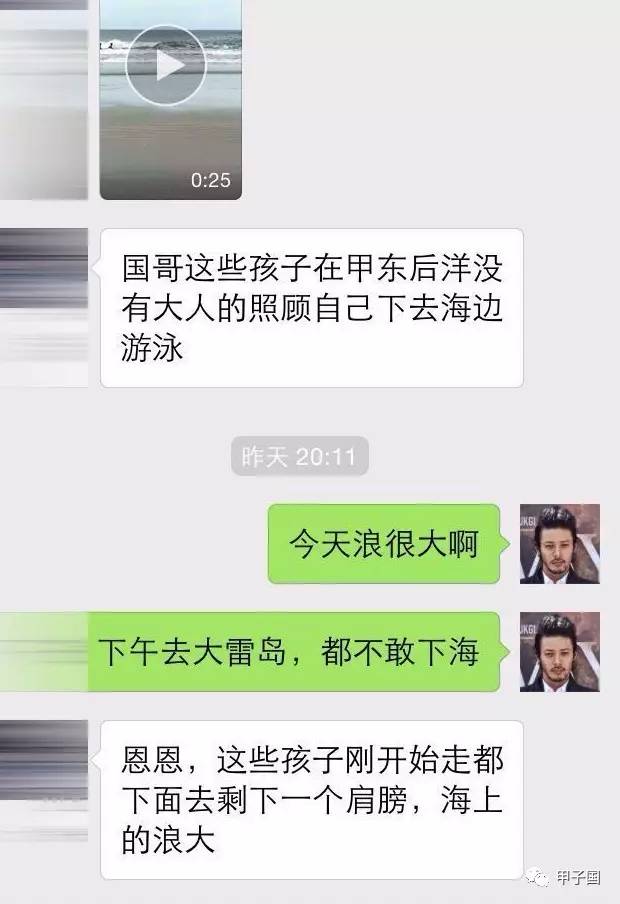 0:25
国哥这些孩子在甲东后洋没
有大人的照顾自己下去海边
游泳
昨天 20:11
今天浪很大啊
下午去大雷岛，都不敢下海
恩恩，这些孩子刚开始走都
下面去剩下一个肩膀，海上
的浪大
甲子国